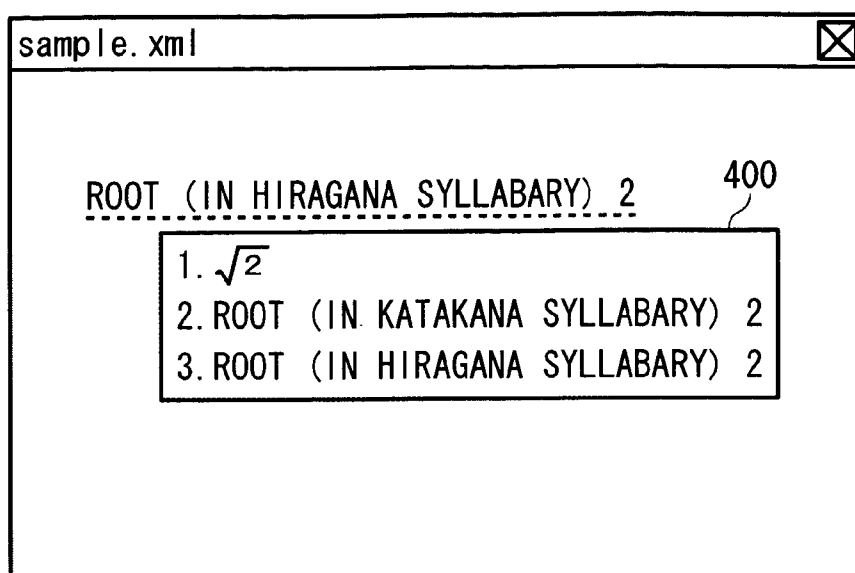 sample.xml
ROOT (IN HIRAGANA SYLLABARY) 2
400
1. √2
2. ROOT (IN KATAKANA SYLLABARY) 2
3. ROOT (IN HIRAGANA SYLLABARY) 2